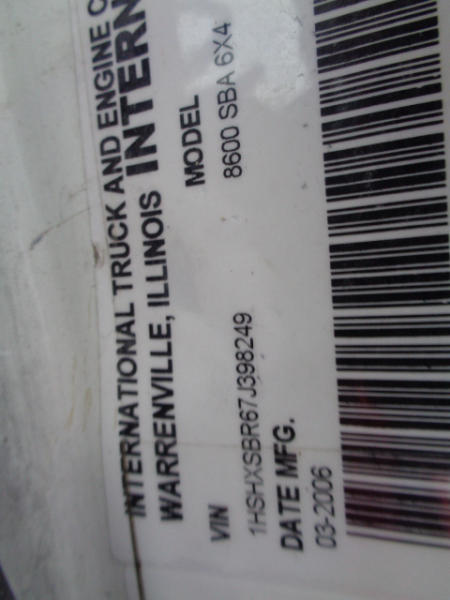 INTERNATIONAL TRUCK AND ENGINE
WARRENVILLE, ILLINOIS INTERN
VIN MODEL
1HSHXSBR67J398249 8600 SBA 6X4
DATE MFG.
03-2006